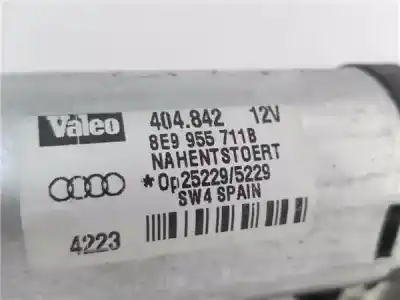 Valeo 404.842 12V
8E9 955 711B
NAHENTSTOERT
*Op25229/5229
SW4 SPAIN
4223